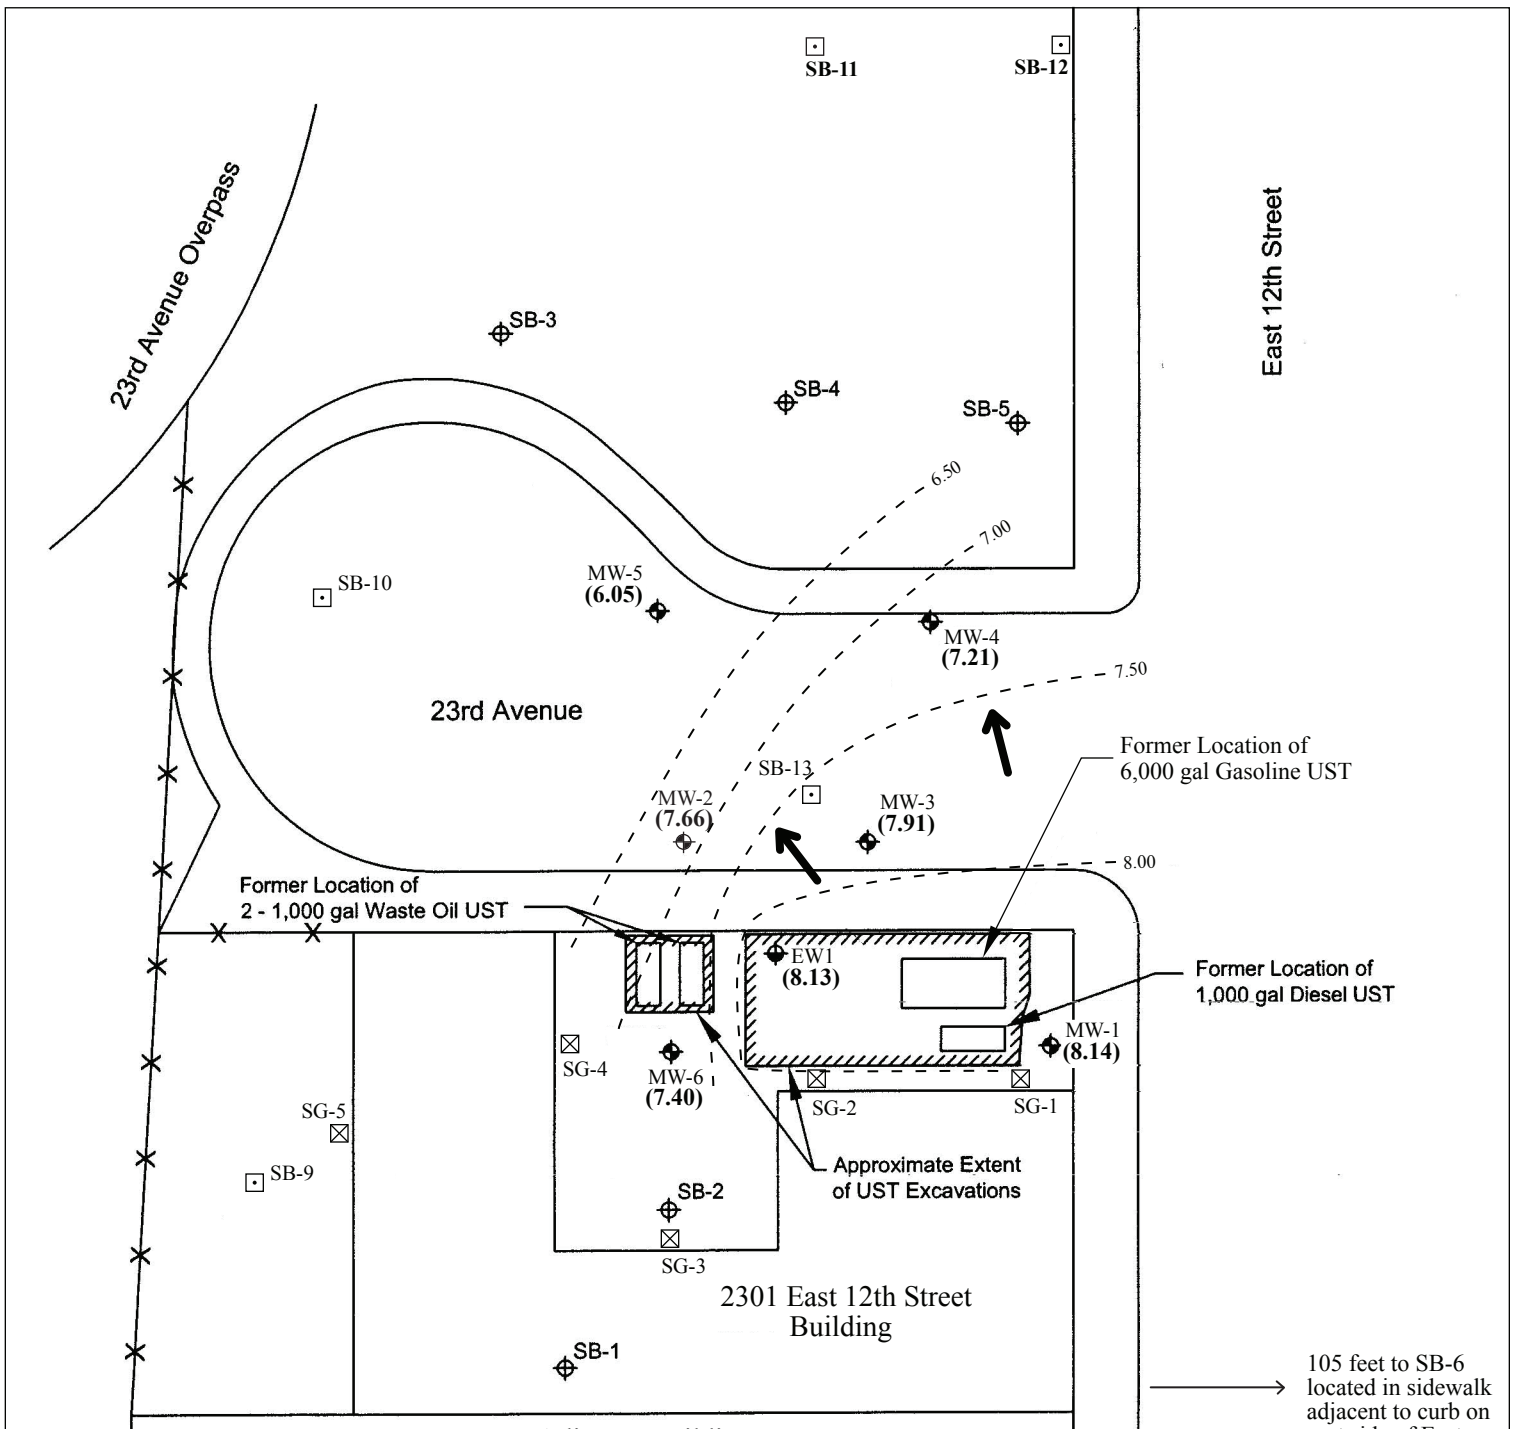 SB-11
SB-12
23rd Avenue Overpass
East 12th Street
SB-3
SB-4
SB-5
6.50
7.00
MW-5
(6.05)
SB-10
MW-4
(7.21)
7.50
23rd Avenue
Former Location of
6,000 gal Gasoline UST
SB-13
MW-2
(7.66)
MW-3
(7.91)
8.00
Former Location of
2 - 1,000 gal Waste Oil UST
EW1
(8.13)
Former Location of
1,000 gal Diesel UST
MW-1
(8.14)
SG-4
MW-6
(7.40)
SG-2
SG-1
SG-5
SB-9
Approximate Extent
of UST Excavations
SB-2
SG-3
2301 East 12th Street
Building
SB-1
105 feet to SB-6
located in sidewalk
adjacent to curb on